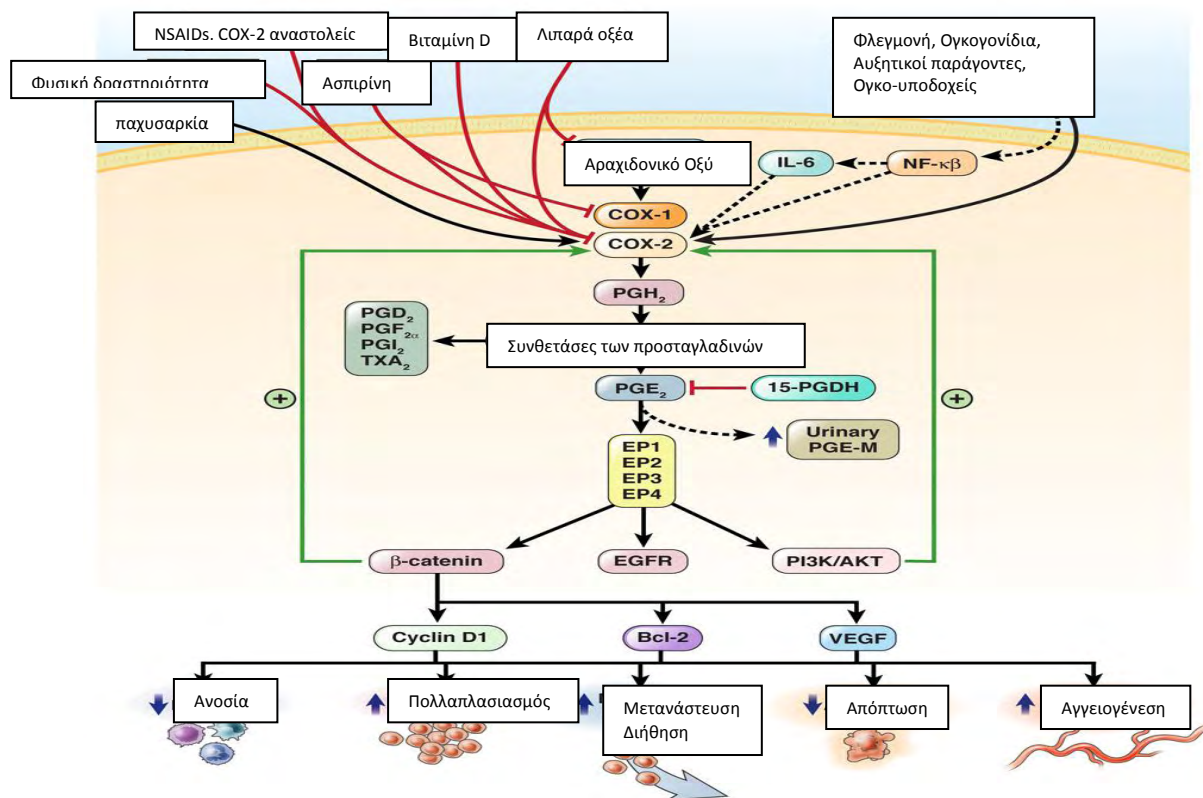 NSAIDs. COX-2 αναστολείς
Βιταμίνη D
Λιπαρά οξέα
Φλεγμονή, Ογκογονίδια,
Αυξητικοί παράγοντες,
Ογκο-υποδοχείς
Φυσική δραστηριότητα
Ασπιρίνη
παχυσαρκία
Αραχιδονικό Οξύ
IL-6
NF-κβ
COX-1
COX-2
PGH₂
PGD₂
PGF₂α
PGI₂
TXA₂
Συνθετάσες των προσταγλαδινών
PGE₂
15-PGDH
+
+
Urinary
PGE-M
EP1
EP2
EP3
EP4
β-catenin
EGFR
PI3K/AKT
Cyclin D1
Bcl-2
VEGF
Ανοσία
Πολλαπλασιασμός
Μετανάστευση
Διήθηση
Απόπτωση
Αγγειογένεση